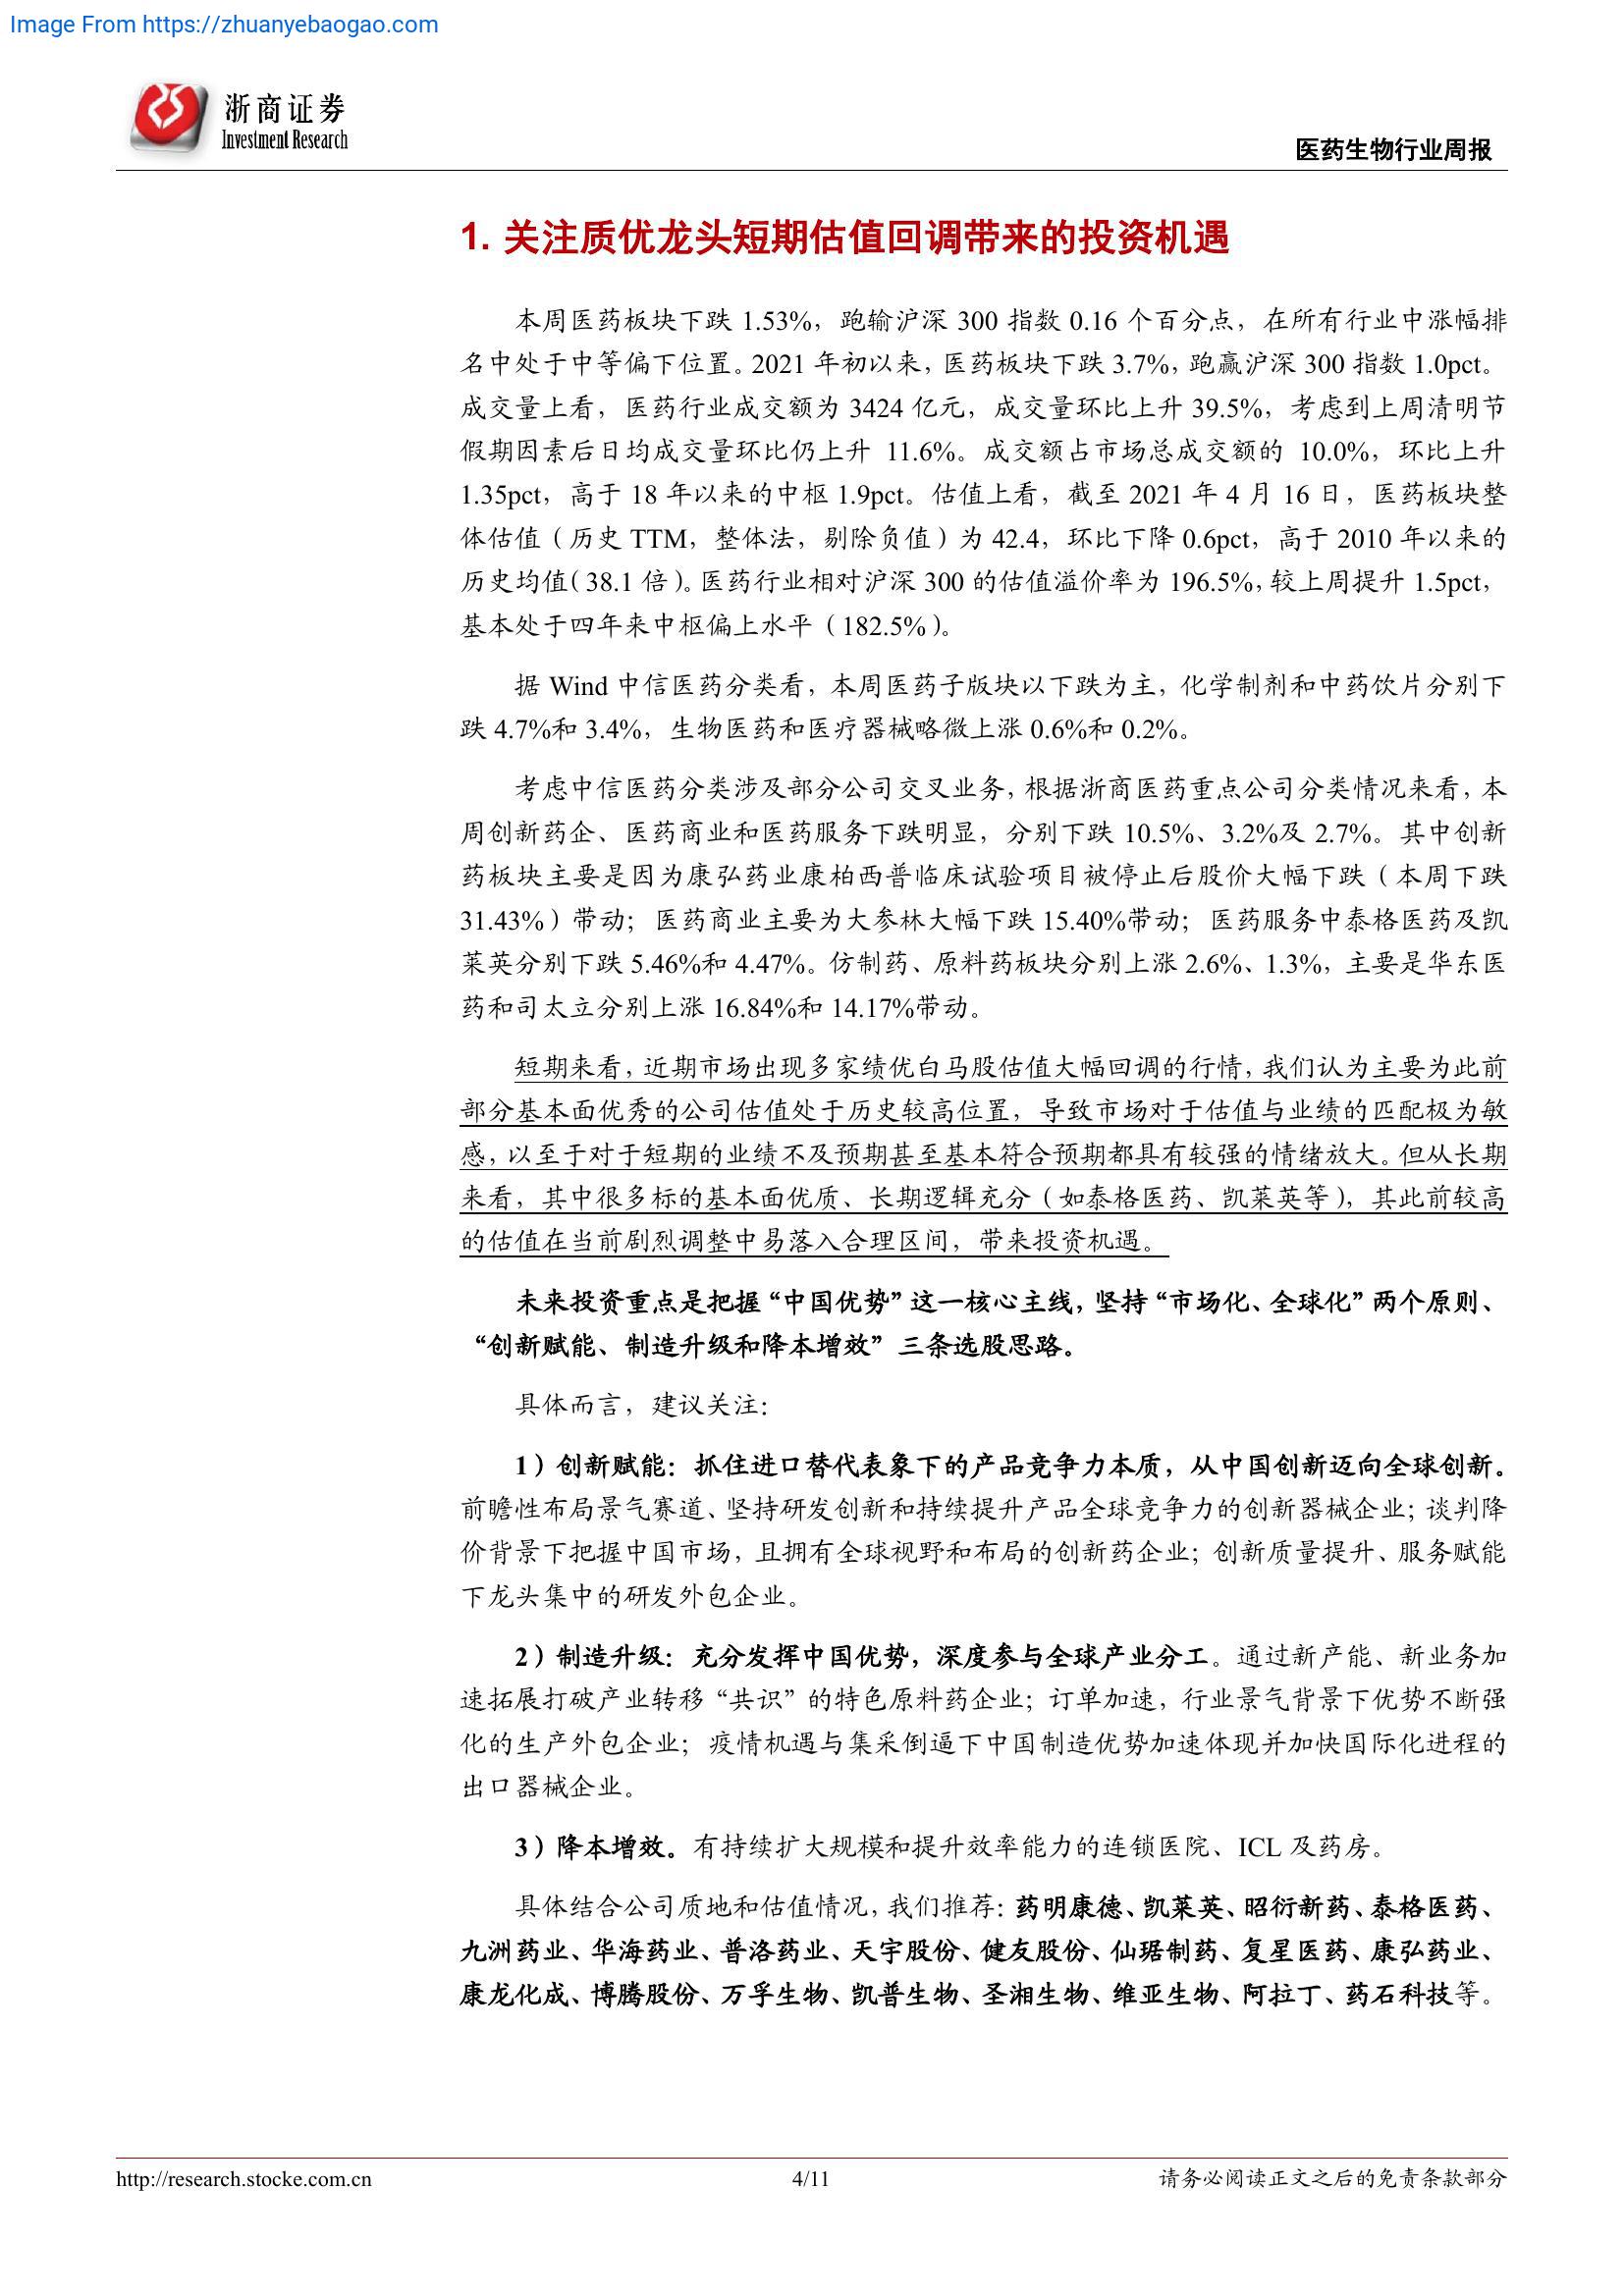 Image From https://zhuanyebaogao.com
浙商证券
Investment Research
医药生物行业周报
1. 关注质优龙头短期估值回调带来的投资机遇
本周医药板块下跌 1.53%，跑输沪深 300 指数 0.16 个百分点，在所有行业中涨幅排
名中处于中等偏下位置。2021 年初以来，医药板块下跌 3.7%，跑赢沪深 300 指数 1.0pct。
成交量上看，医药行业成交额为 3424 亿元，成交量环比上升 39.5%，考虑到上周清明节
假期因素后日均成交量环比仍上升 11.6%。成交额占市场总成交额的 10.0%，环比上升
1.35pct，高于 18 年以来的中枢 1.9pct。估值上看，截至 2021 年 4 月 16 日，医药板块整
体估值（历史 TTM，整体法，剔除负值）为 42.4，环比下降 0.6pct，高于 2010 年以来的
历史均值（38.1 倍）。医药行业相对沪深 300 的估值溢价率为 196.5%，较上周提升 1.5pct，
基本处于四年来中枢偏上水平（182.5%）。
据 Wind 中信医药分类看，本周医药子版块以下跌为主，化学制剂和中药饮片分别下
跌 4.7%和 3.4%，生物医药和医疗器械略微上涨 0.6%和 0.2%。
考虑中信医药分类涉及部分公司交叉业务，根据浙商医药重点公司分类情况来看，本
周创新药企、医药商业和医药服务下跌明显，分别下跌 10.5%、3.2%及 2.7%。其中创新
药板块主要是因为康弘药业康柏西普临床试验项目被停止后股价大幅下跌（本周下跌
31.43%）带动；医药商业主要为大参林大幅下跌 15.40%带动；医药服务中泰格医药及凯
莱英分别下跌 5.46%和 4.47%。仿制药、原料药板块分别上涨 2.6%、1.3%，主要是华东医
药和司太立分别上涨 16.84%和 14.17%带动。
短期来看，近期市场出现多家绩优白马股估值大幅回调的行情，我们认为主要为此前
部分基本面优秀的公司估值处于历史较高位置，导致市场对于估值与业绩的匹配极为敏
感，以至于对于短期的业绩不及预期甚至基本符合预期都具有较强的情绪放大。但从长期
来看，其中很多标的基本面优质、长期逻辑充分（如泰格医药、凯莱英等），其此前较高
的估值在当前剧烈调整中易落入合理区间，带来投资机遇。
未来投资重点是把握“中国优势”这一核心主线，坚持“市场化、全球化”两个原则、
“创新赋能、制造升级和降本增效”三条选股思路。
具体而言，建议关注：
1）创新赋能：抓住进口替代表象下的产品竞争力本质，从中国创新迈向全球创新。
前瞻性布局景气赛道、坚持研发创新和持续提升产品全球竞争力的创新器械企业；谈判降
价背景下把握中国市场，且拥有全球视野和布局的创新药企业；创新质量提升、服务赋能
下龙头集中的研发外包企业。
2）制造升级：充分发挥中国优势，深度参与全球产业分工。通过新产能、新业务加
速拓展打破产业转移“共识”的特色原料药企业；订单加速，行业景气背景下优势不断强
化的生产外包企业；疫情机遇与集采倒逼下中国制造优势加速体现并加快国际化进程的
出口器械企业。
3）降本增效。有持续扩大规模和提升效率能力的连锁医院、ICL 及药房。
具体结合公司质地和估值情况，我们推荐：药明康德、凯莱英、昭衍新药、泰格医药、
九洲药业、华海药业、普洛药业、天宇股份、健友股份、仙琚制药、复星医药、康弘药业、
康龙化成、博腾股份、万孚生物、凯普生物、圣湘生物、维亚生物、阿拉丁、药石科技等。
http://research.stocke.com.cn
4/11
请务必阅读正文之后的免责条款部分